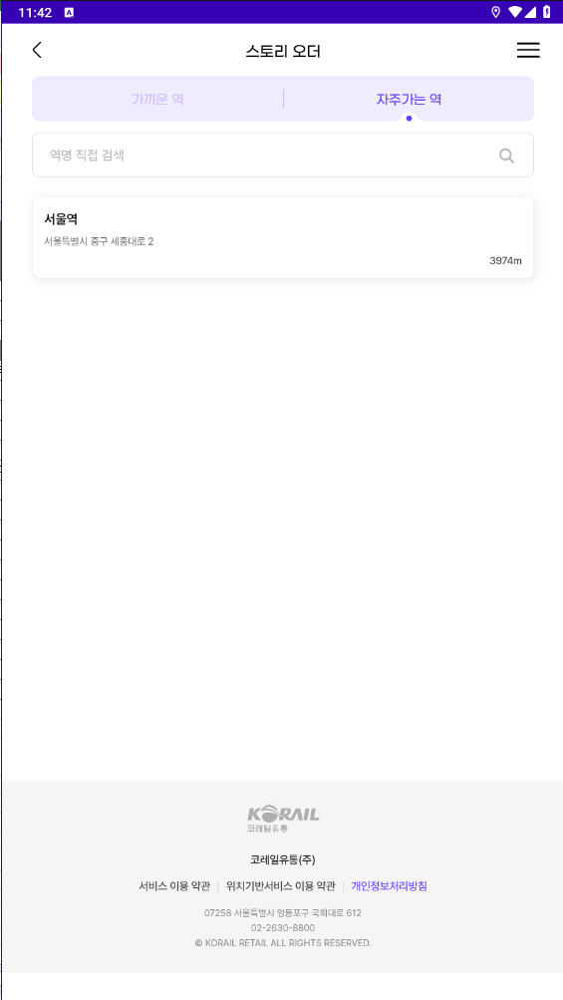 11:42 A
스토리 오더
가까운 역 자주가는 역
역명 직접 검색
서울역
서울특별시 중구 세종대로 2
3974m
KORAIL
코레일유통
코레일유통(주)
서비스 이용 약관 | 위치기반서비스 이용 약관 | 개인정보처리방침
07258 서울특별시 영등포구 국회대로 612
02-2630-8800
© KORAIL RETAIL ALL RIGHTS RESERVED.